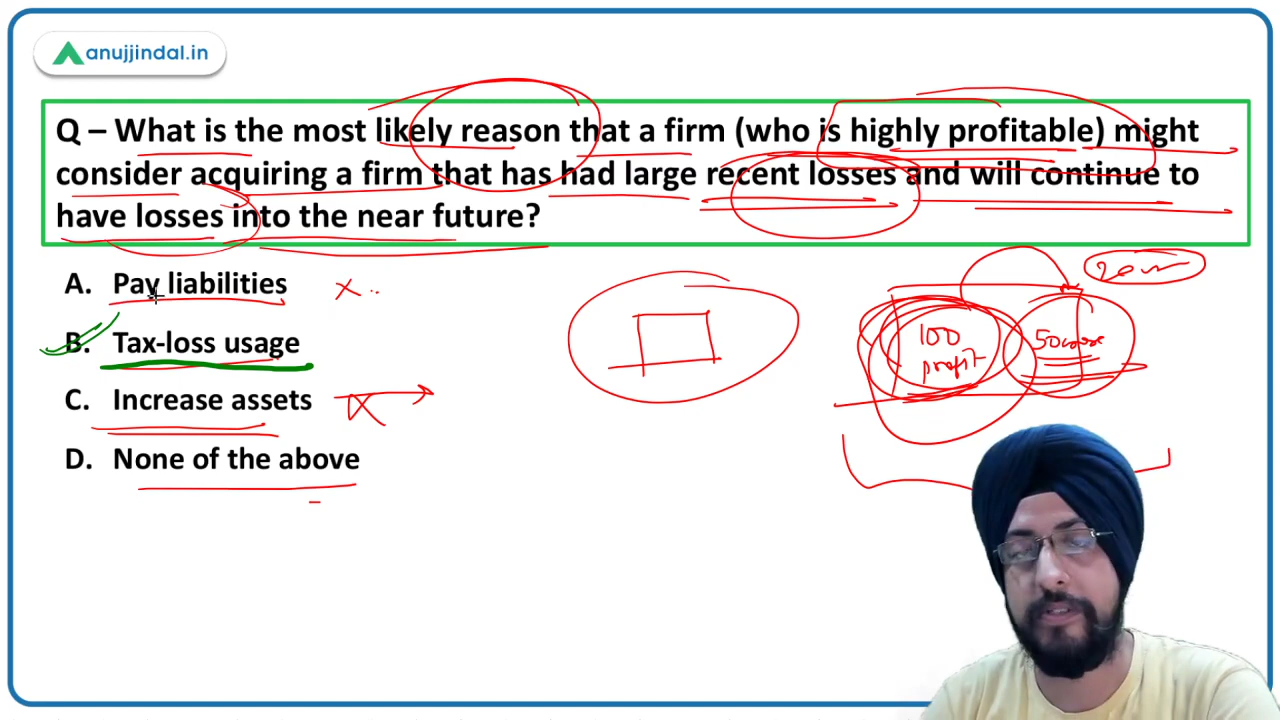 anujjindal.in
Q – What is the most likely reason that a firm (who is highly profitable) might
consider acquiring a firm that has had large recent losses and will continue to
have losses into the near future?
A. Pay liabilities
B. Tax-loss usage
C. Increase assets
D. None of the above
100
profit